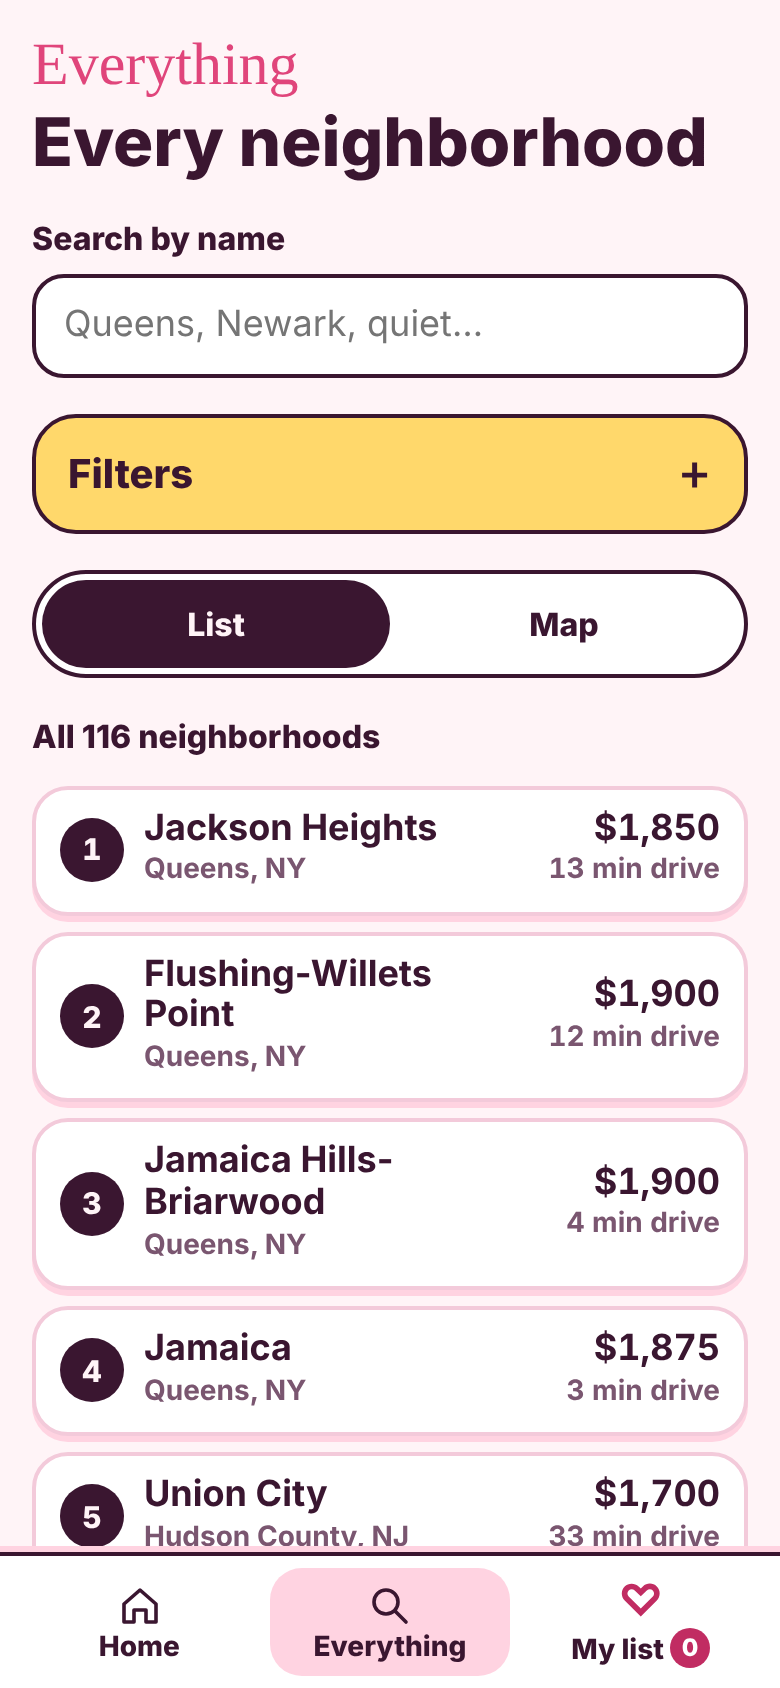 Everything
Every neighborhood
Search by name
Queens, Newark, quiet...
Filters +
List Map
All 116 neighborhoods
1 Jackson Heights $1,850
Queens, NY 13 min drive
Flushing-Willets
Point
2 $1,900
Queens, NY 12 min drive
Jamaica Hills-
Briarwood
3 $1,900
Queens, NY 4 min drive
4 Jamaica $1,875
Queens, NY 3 min drive
5 Union City $1,700
Hudson County, NJ 33 min drive
Home Everything My list 0